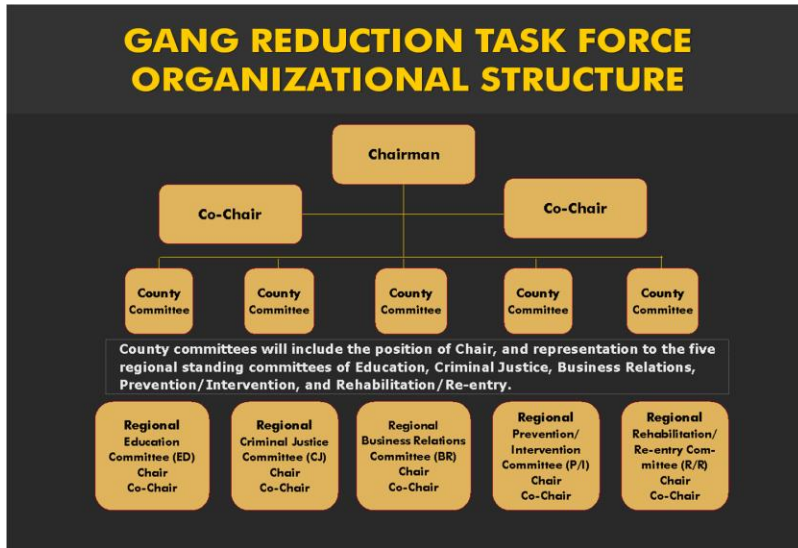 GANG REDUCTION TASK FORCE
ORGANIZATIONAL STRUCTURE
Chairman
Co-Chair
Co-Chair
County
Committee
County
Committee
County
Committee
County
Committee
County
Committee
County committees will include the position of Chair, and representation to the five
regional standing committees of Education, Criminal Justice, Business Relations,
Prevention/Intervention, and Rehabilitation/Re-entry.
Regional
Education
Committee (ED)
Chair
Co-Chair
Regional
Criminal Justice
Committee (CJ)
Chair
Co-Chair
Regional
Business Relations
Committee (BR)
Chair
Co-Chair
Regional
Prevention/
Intervention
Committee (P/I)
Chair
Co-Chair
Regional
Rehabilitation/
Re-entry Com-
mittee (R/R)
Chair
Co-Chair